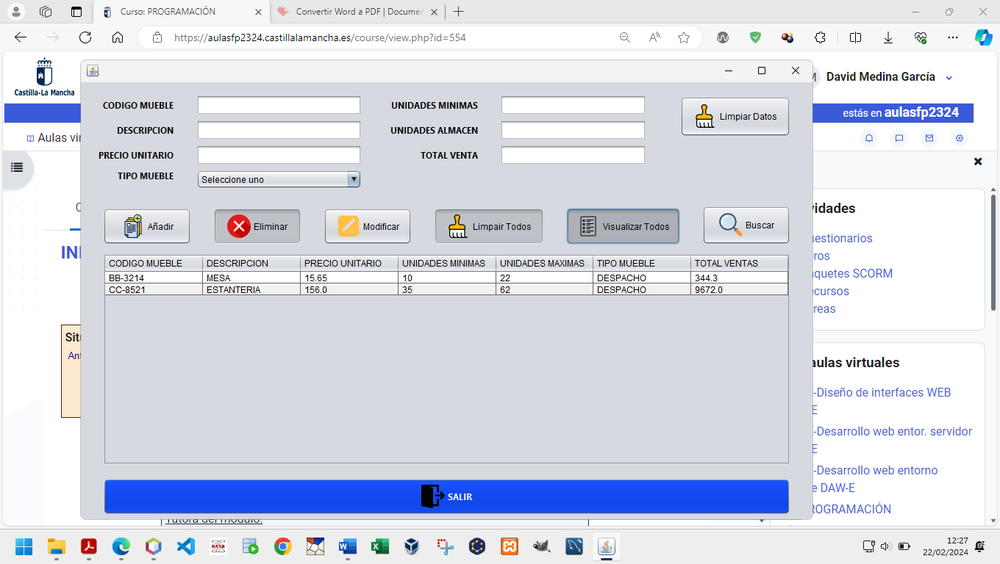 Curso: PROGRAMACIÓN
Convertir Word a PDF | Documen
https://aulasfp2324.castillalamancha.es/course/view.php?id=554
Castilla-La Mancha
David Medina García
estás en aulasfp2324
Aulas vir
CODIGO MUEBLE
UNIDADES MINIMAS
Limpiar Datos
DESCRIPCION
UNIDADES ALMACEN
PRECIO UNITARIO
TOTAL VENTA
TIPO MUEBLE
Seleccione uno
Añadir
Eliminar
Modificar
Limpair Todos
Visualizar Todos
Buscar
CODIGO MUEBLE DESCRIPCION PRECIO UNITARIO UNIDADES MINIMAS UNIDADES MAXIMAS TIPO MUEBLE TOTAL VENTAS
BB-3214 MESA 15.65 10 22 DESPACHO 344.3
CC-8521 ESTANTERIA 156.0 35 62 DESPACHO 9672.0
SALIR
INI
Situ
Ant
Tutora del módulo:
vidades
uestionarios
ros
aquetes SCORM
ecursos
reas
aulas virtuales
-Diseño de interfaces WEB
E
-Desarrollo web entor. servidor
E
-Desarrollo web entorno
e DAW-E
ROGRAMACIÓN
12:27
22/02/2024